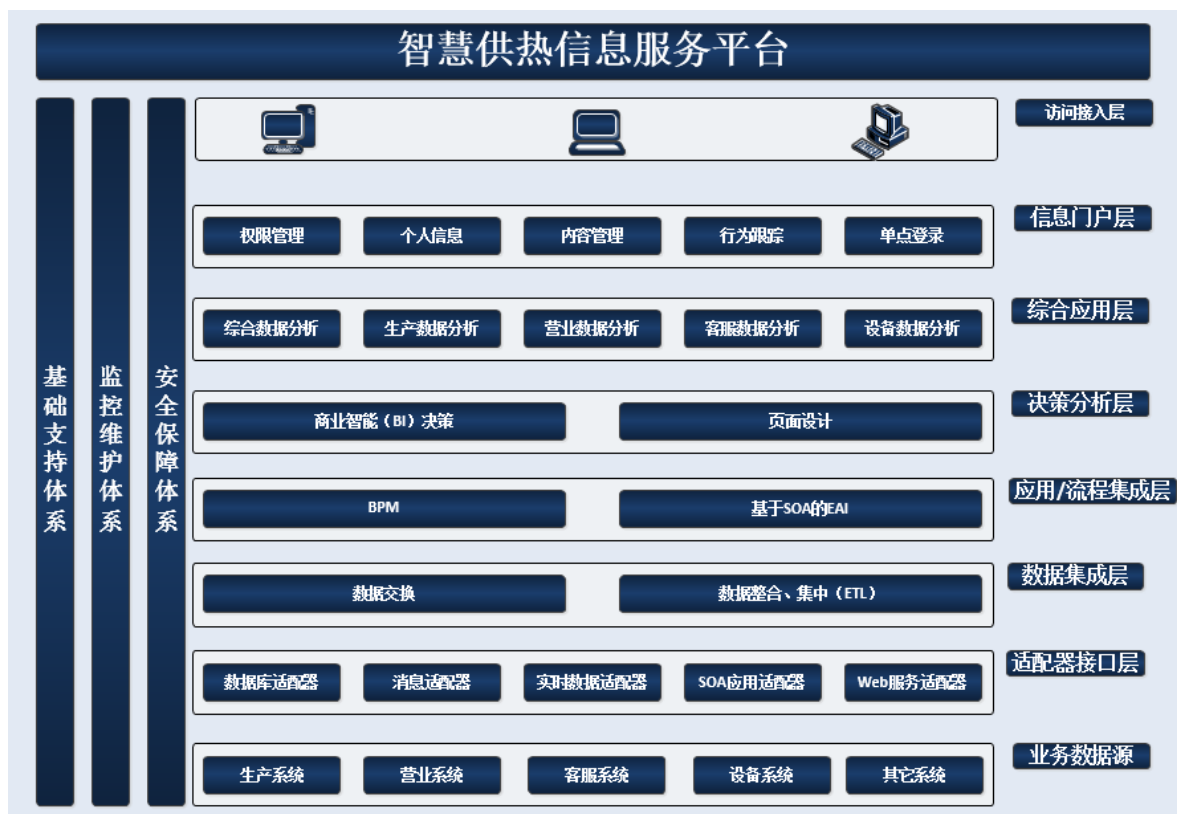 智慧供热信息服务平台
基础支持体系
监控维护体系
安全保障体系
访问接入层
权限管理
个人信息
内容管理
行为跟踪
单点登录
信息门户层
综合数据分析
生产数据分析
营业数据分析
客服数据分析
设备数据分析
综合应用层
商业智能（BI）决策
页面设计
决策分析层
BPM
基于SOA的EAI
应用/流程集成层
数据交换
数据整合、集中（ETL）
数据集成层
数据库适配器
消息适配器
实时数据适配器
SOA应用适配器
Web服务适配器
适配器接口层
生产系统
营业系统
客服系统
设备系统
其它系统
业务数据源